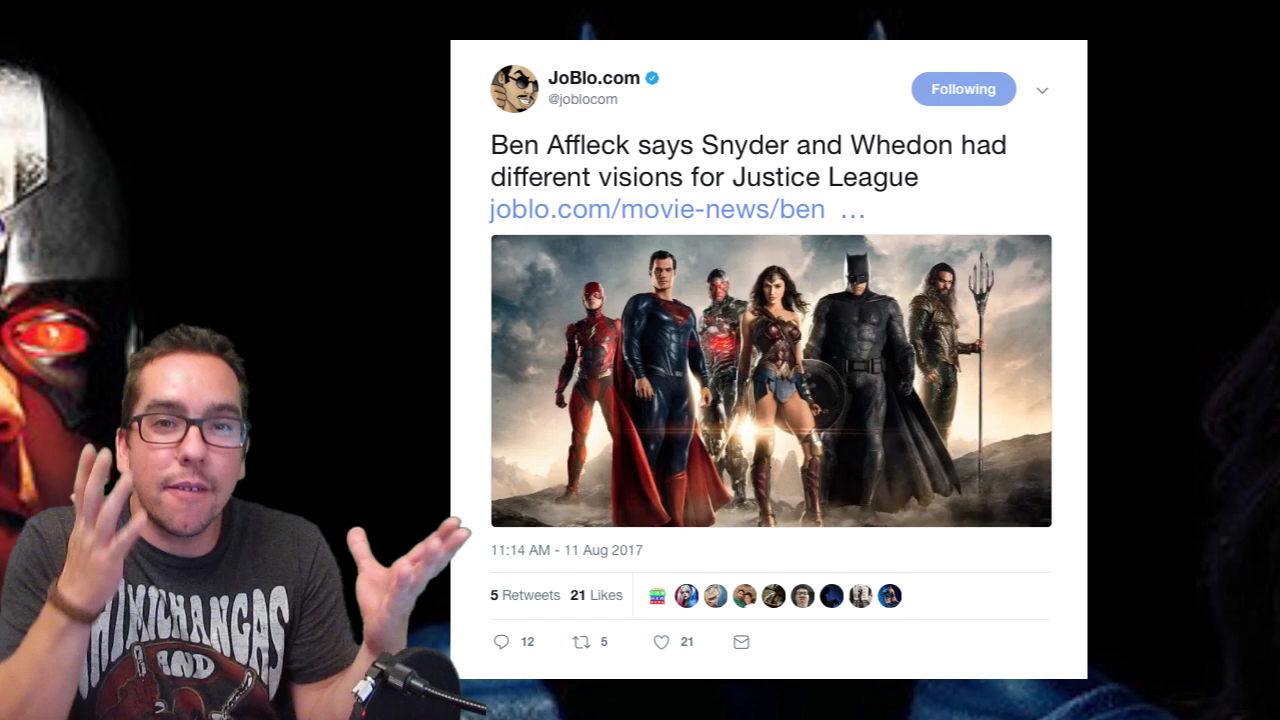 JoBlo.com
@joblocom
Following
Ben Affleck says Snyder and Whedon had
different visions for Justice League
joblo.com/movie-news/ben …
11:14 AM - 11 Aug 2017
5 Retweets 21 Likes
12 5 21
AND